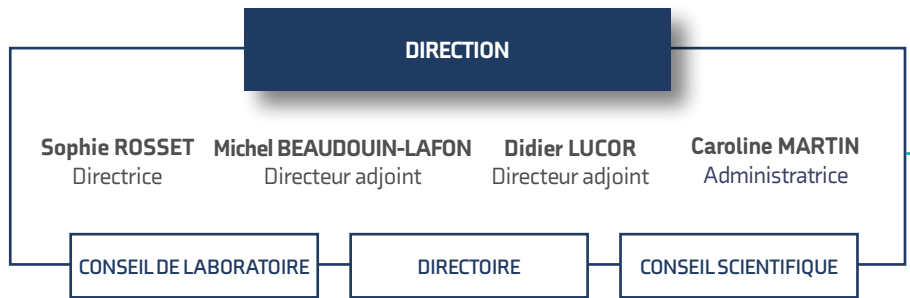 DIRECTION
Sophie ROSSET
Directrice
Michel BEAUDOUIN-LAFON
Directeur adjoint
Didier LUCOR
Directeur adjoint
Caroline MARTIN
Administratrice
CONSEIL DE LABORATOIRE
DIRECTOIRE
CONSEIL SCIENTIFIQUE